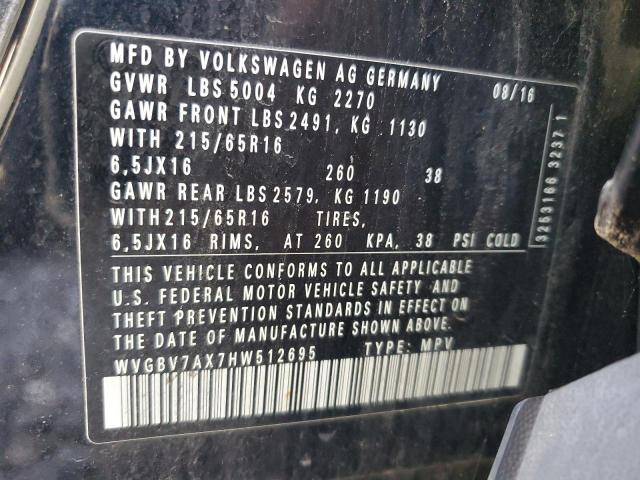 MFD BY VOLKSWAGEN AG GERMANY 08/16
GVWR LBS 5004 KG 2270
GAWR FRONT LBS 2491, KG 1130
WITH 215/65R16
6,5JX16 260 38
GAWR REAR LBS 2579, KG 1190
WITH 215/65R16 TIRES,
6,5JX16 RIMS, AT 260 KPA, 38 PSI COLD
THIS VEHICLE CONFORMS TO ALL APPLICABLE
U.S. FEDERAL MOTOR VEHICLE SAFETY AND
THEFT PREVENTION STANDARDS IN EFFECT ON
THE DATE OF MANUFACTURE SHOWN ABOVE.
WVGBV7AX7HW512695 TYPE: MPV
3253166 3237 1